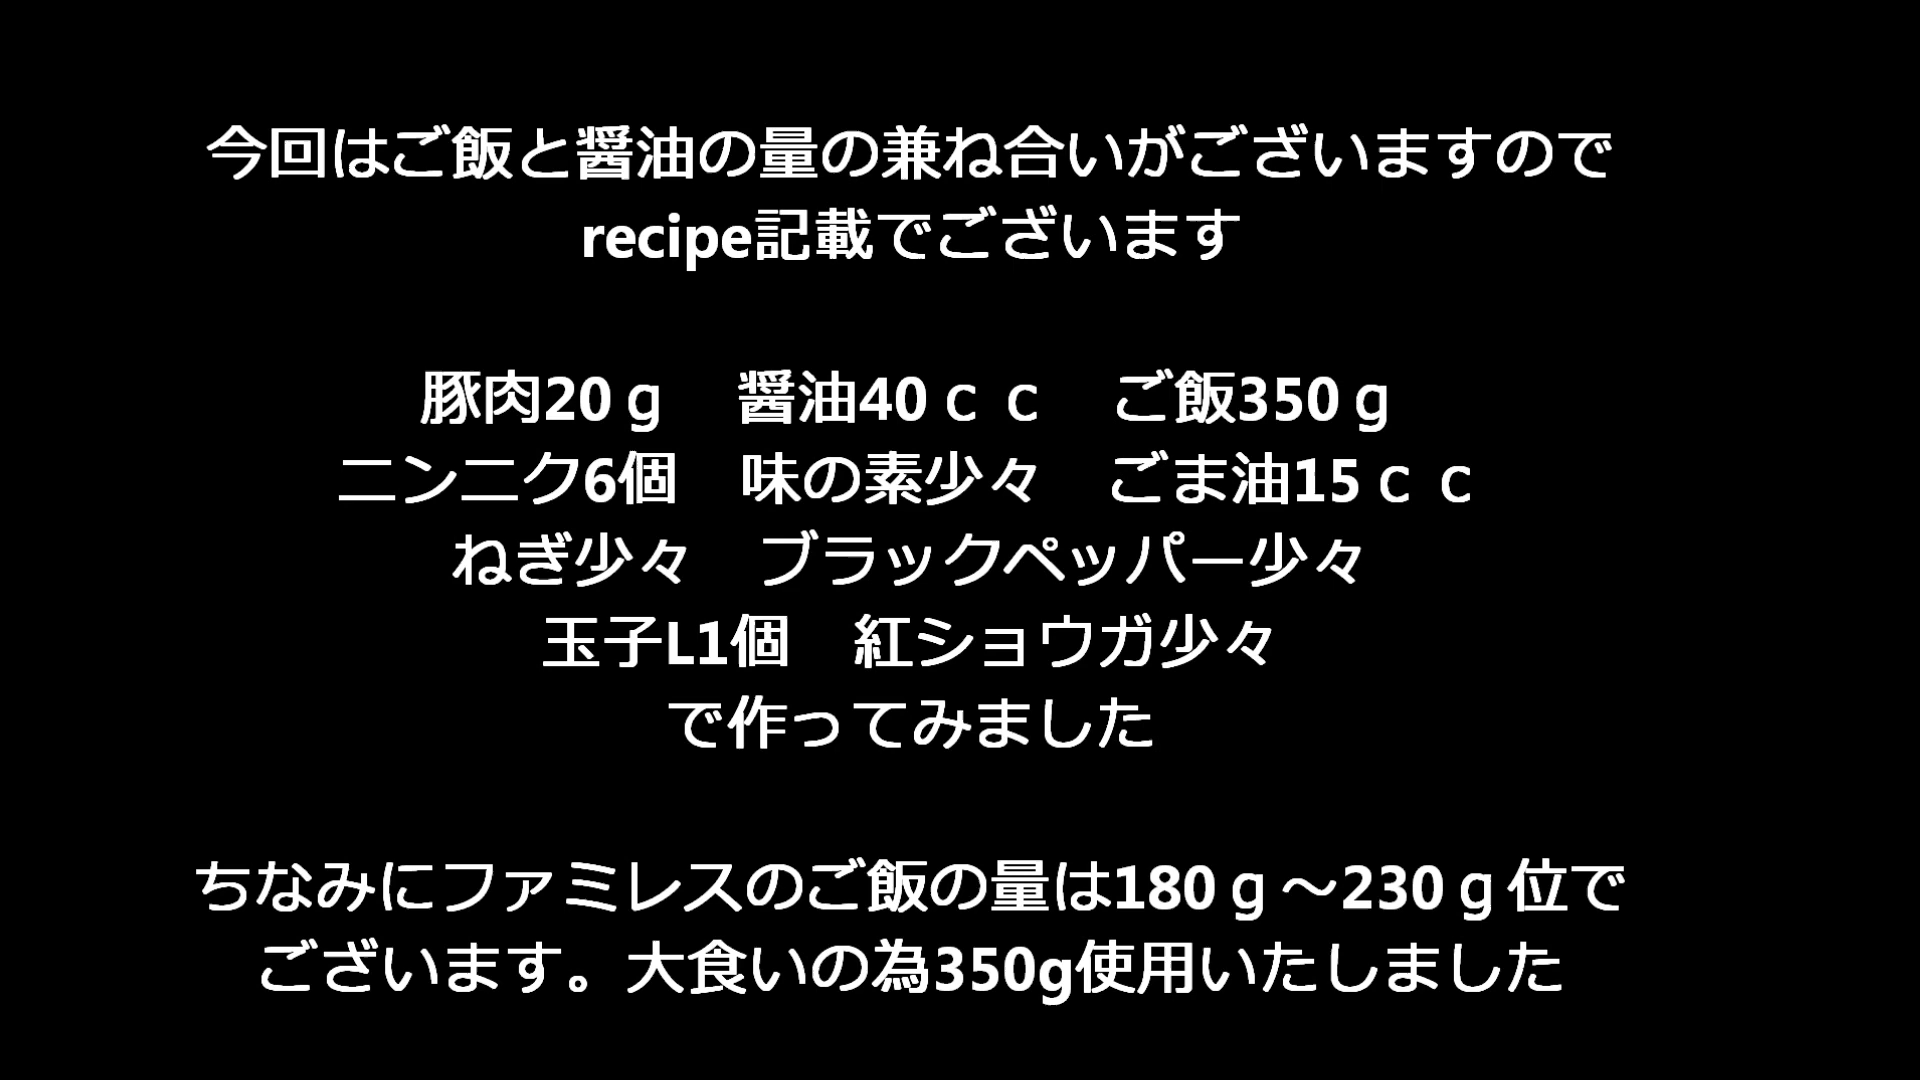 今回はご飯と醤油の量の兼ね合いがございますので
recipe記載でございます
豚肉20ｇ　醤油40ｃｃ　ご飯350ｇ
ニンニク6個　味の素少々　ごま油15ｃｃ
ねぎ少々　ブラックペッパー少々
玉子L1個　紅ショウガ少々
で作ってみました
ちなみにファミレスのご飯の量は180ｇ～230ｇ位で
ございます。大食いの為350g使用いたしました